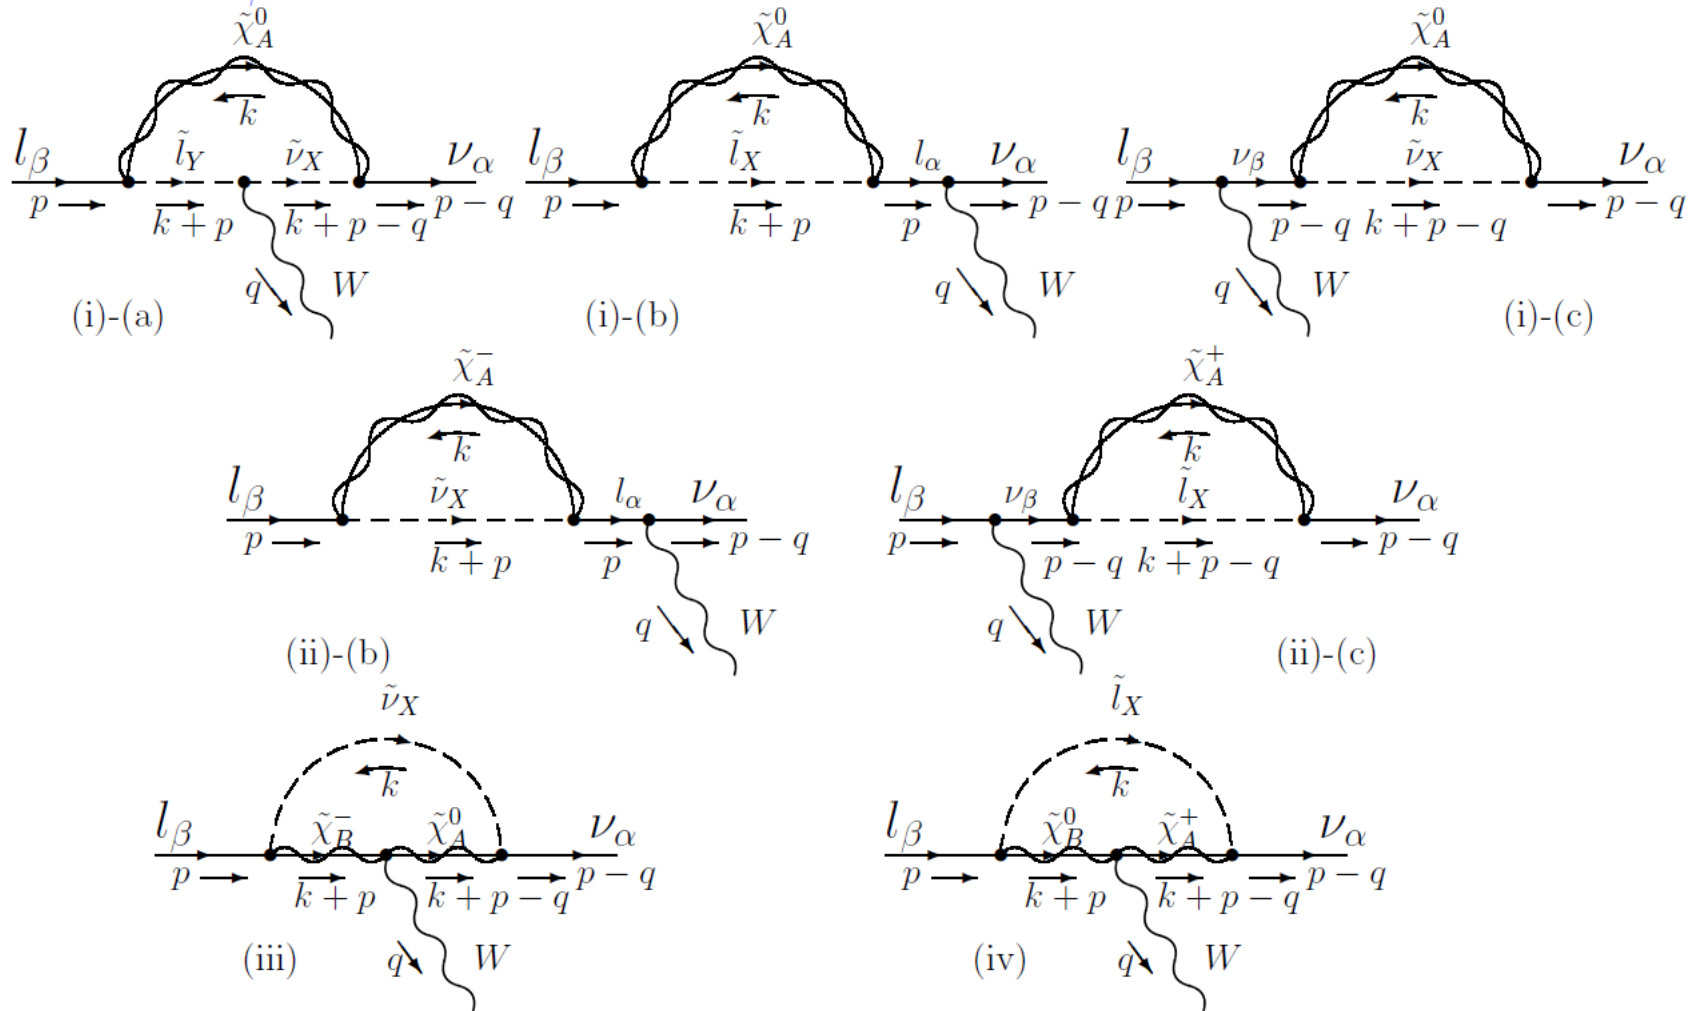 χ̃⁰_A χ̃⁰_A χ̃⁰_A
l_β l̃_Y k ν̃_X ν_α l_β k l̃_X l_α ν_α l_β ν_β k ν̃_X ν_α
p k + p k + p − q p − q p k + p p p − q p p − q k + p − q p − q
q W q W q W
(i)-(a) (i)-(b) (i)-(c)
χ̃⁻_A χ̃⁺_A
k k
l_β ν̃_X l_α ν_α l_β ν_β l̃_X ν_α
p k + p p p − q p p − q k + p − q p − q
q W q W
(ii)-(b) (ii)-(c)
ν̃_X l̃_X
k k
l_β χ̃⁻_B χ̃⁰_A ν_α l_β χ̃⁰_B χ̃⁺_A ν_α
p k + p k + p − q p − q p k + p k + p − q p − q
(iii) q W (iv) q W